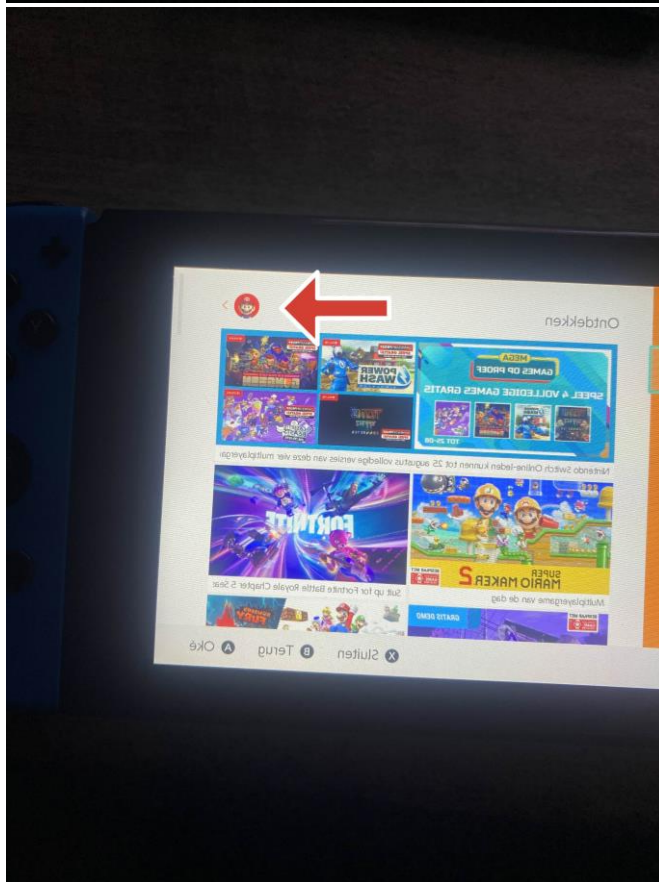 Ontdekken
MEGA
GAMES OP PROEF
SPEEL 4 VOLLEDIGE GAMES GRATIS
TOT 25-08
POWER
WASH
Nintendo Switch Online-leden kunnen tot 25 augustus volledige versies van deze vier multiplayergar
SUPER
MARIO MAKER 2
Multiplayergame van de dag
FORTNITE
Suit up for Fortnite Battle Royale Chapter 5 Seas
GRATIS DEMO
FURY
X Sluiten B Terug A Oké